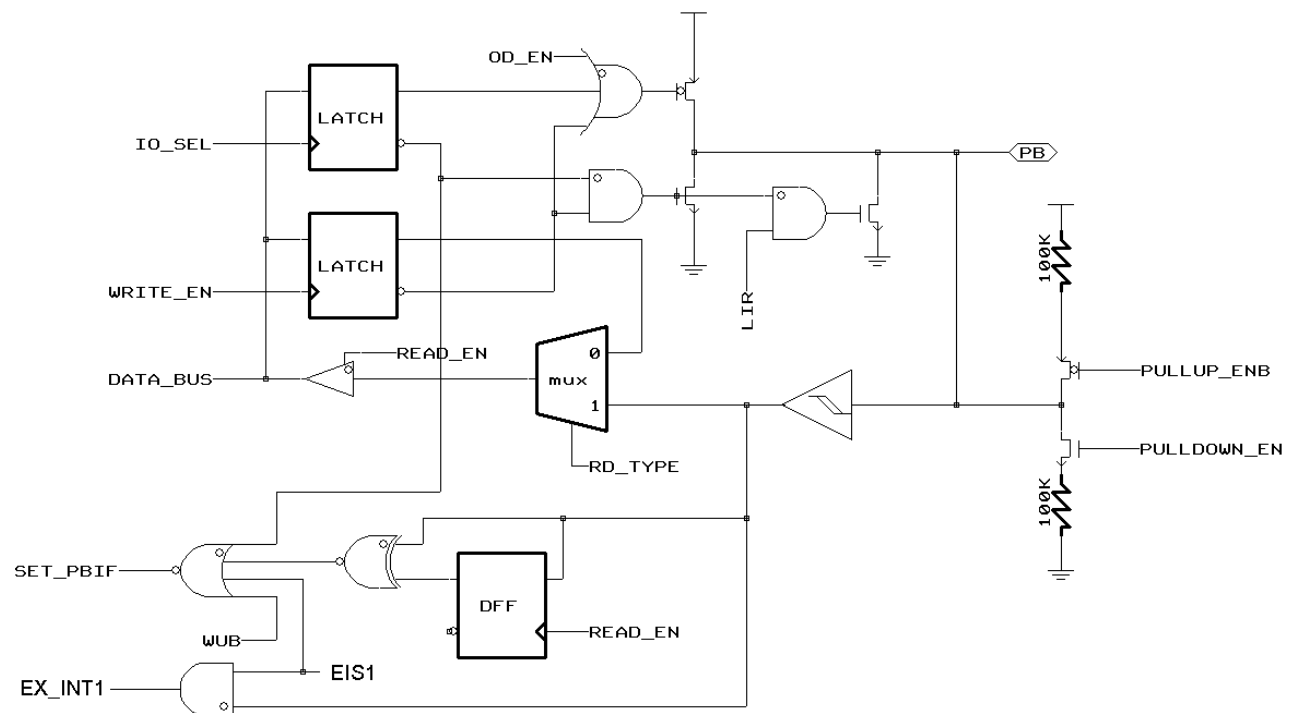 OD_EN
LATCH
IO_SEL
PB
LATCH
100K
WRITE_EN
LIR
READ_EN
0
DATA_BUS
mux
PULLUP_ENB
1
PULLDOWN_EN
RD_TYPE
100K
SET_PBIF
DFF
READ_EN
WUB
EIS1
EX_INT1